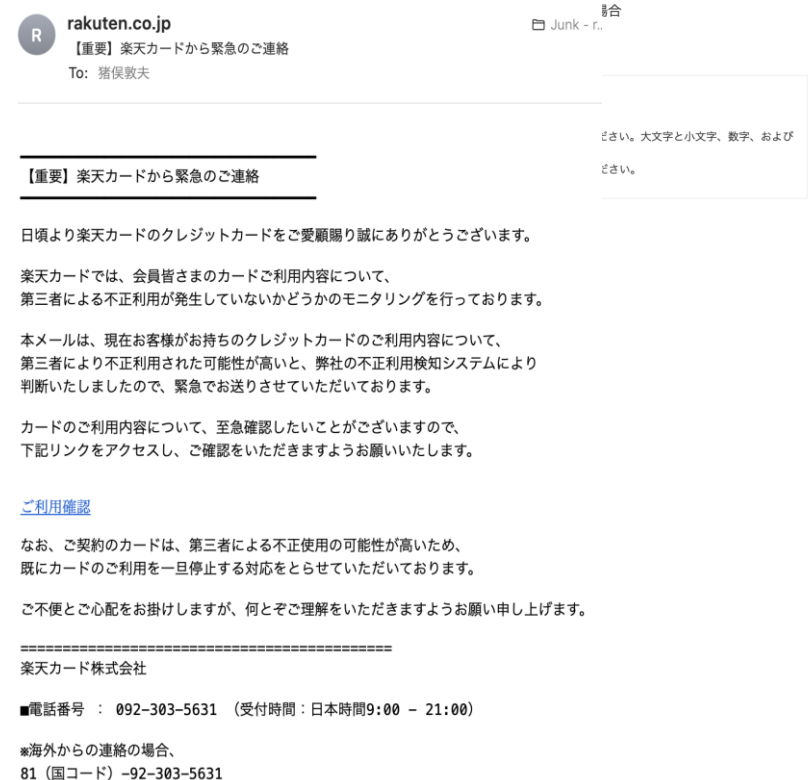 R
rakuten.co.jp
Junk - r..
【重要】楽天カードから緊急のご連絡
To: 猪俣敦夫
場合
ださい。大文字と小文字、数字、および
ださい。
【重要】楽天カードから緊急のご連絡
日頃より楽天カードのクレジットカードをご愛顧賜り誠にありがとうございます。
楽天カードでは、会員皆さまのカードご利用内容について、
第三者による不正利用が発生していないかどうかのモニタリングを行っております。
本メールは、現在お客様がお持ちのクレジットカードのご利用内容について、
第三者により不正利用された可能性が高いと、弊社の不正利用検知システムにより
判断いたしましたので、緊急でお送りさせていただいております。
カードのご利用内容について、至急確認したいことがございますので、
下記リンクをアクセスし、ご確認をいただきますようお願いいたします。
ご利用確認
なお、ご契約のカードは、第三者による不正使用の可能性が高いため、
既にカードのご利用を一旦停止する対応をとらせていただいております。
ご不便とご心配をお掛けしますが、何とぞご理解をいただきますようお願い申し上げます。
============================================
楽天カード株式会社
■電話番号 : 092-303-5631 （受付時間：日本時間9:00 - 21:00）
※海外からの連絡の場合、
81（国コード）-92-303-5631